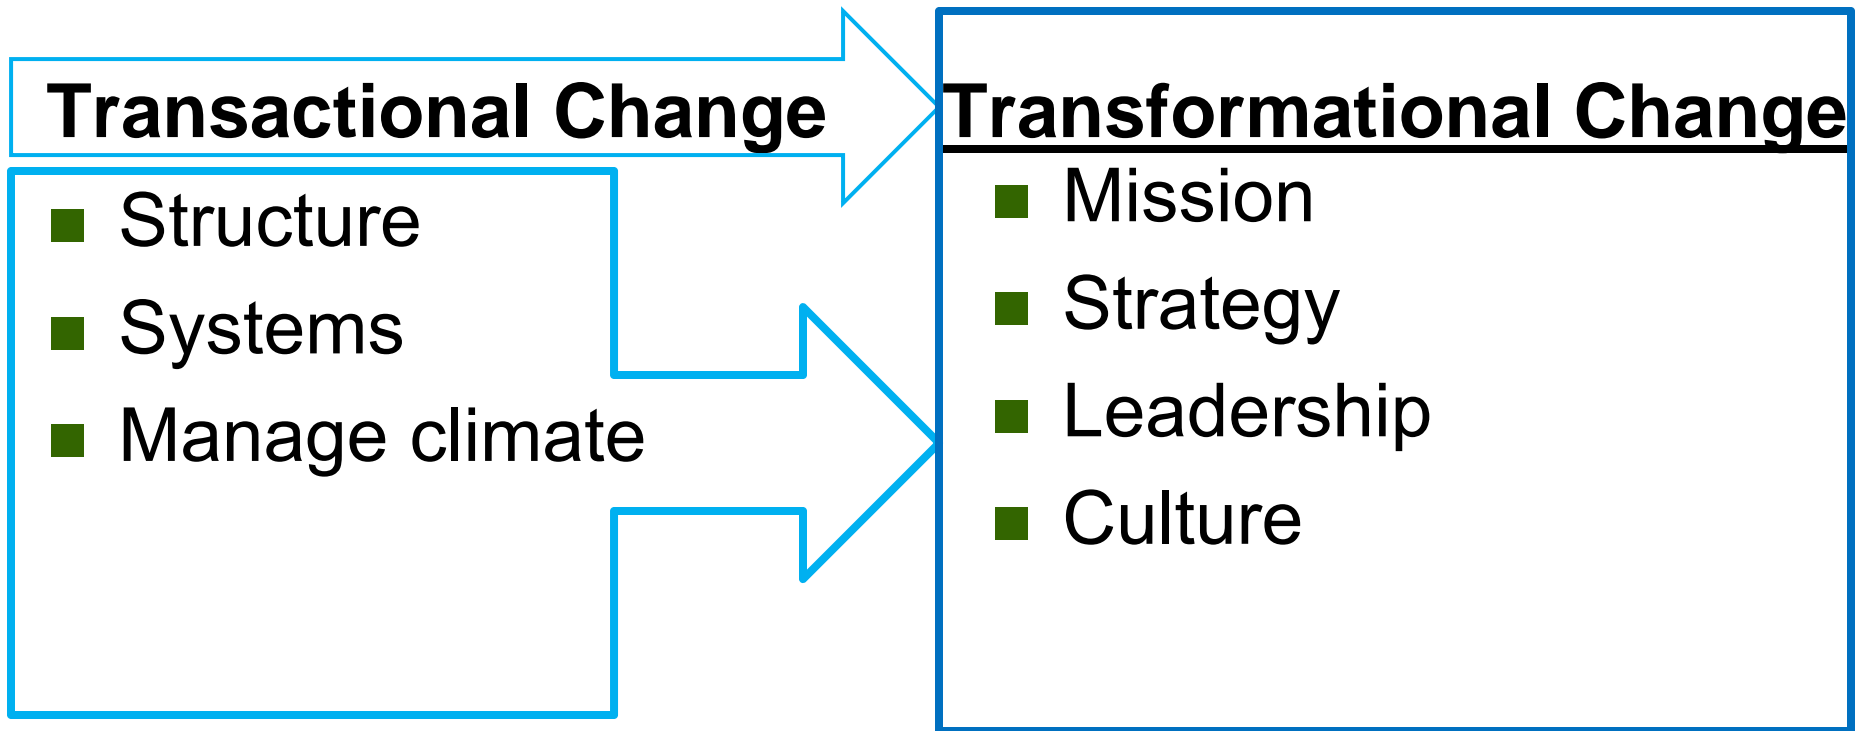 Transactional Change
Structure
Systems
Manage climate
Transformational Change
Mission
Strategy
Leadership
Culture